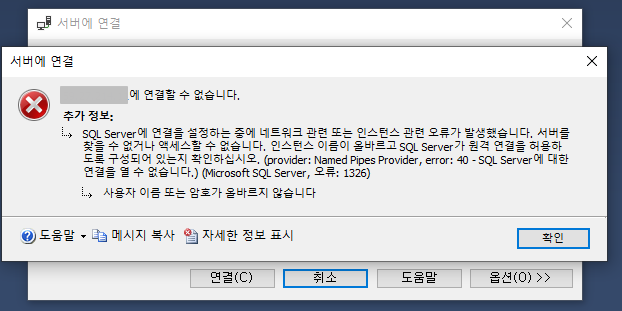 서버에 연결
서버에 연결
에 연결할 수 없습니다.
추가 정보:
SQL Server에 연결을 설정하는 중에 네트워크 관련 또는 인스턴스 관련 오류가 발생했습니다. 서버를
찾을 수 없거나 액세스할 수 없습니다. 인스턴스 이름이 올바르고 SQL Server가 원격 연결을 허용하
도록 구성되어 있는지 확인하십시오. (provider: Named Pipes Provider, error: 40 - SQL Server에 대한
연결을 열 수 없습니다.) (Microsoft SQL Server, 오류: 1326)
사용자 이름 또는 암호가 올바르지 않습니다
도움말 메시지 복사 자세한 정보 표시 확인
연결(C) 취소 도움말 옵션(O) >>